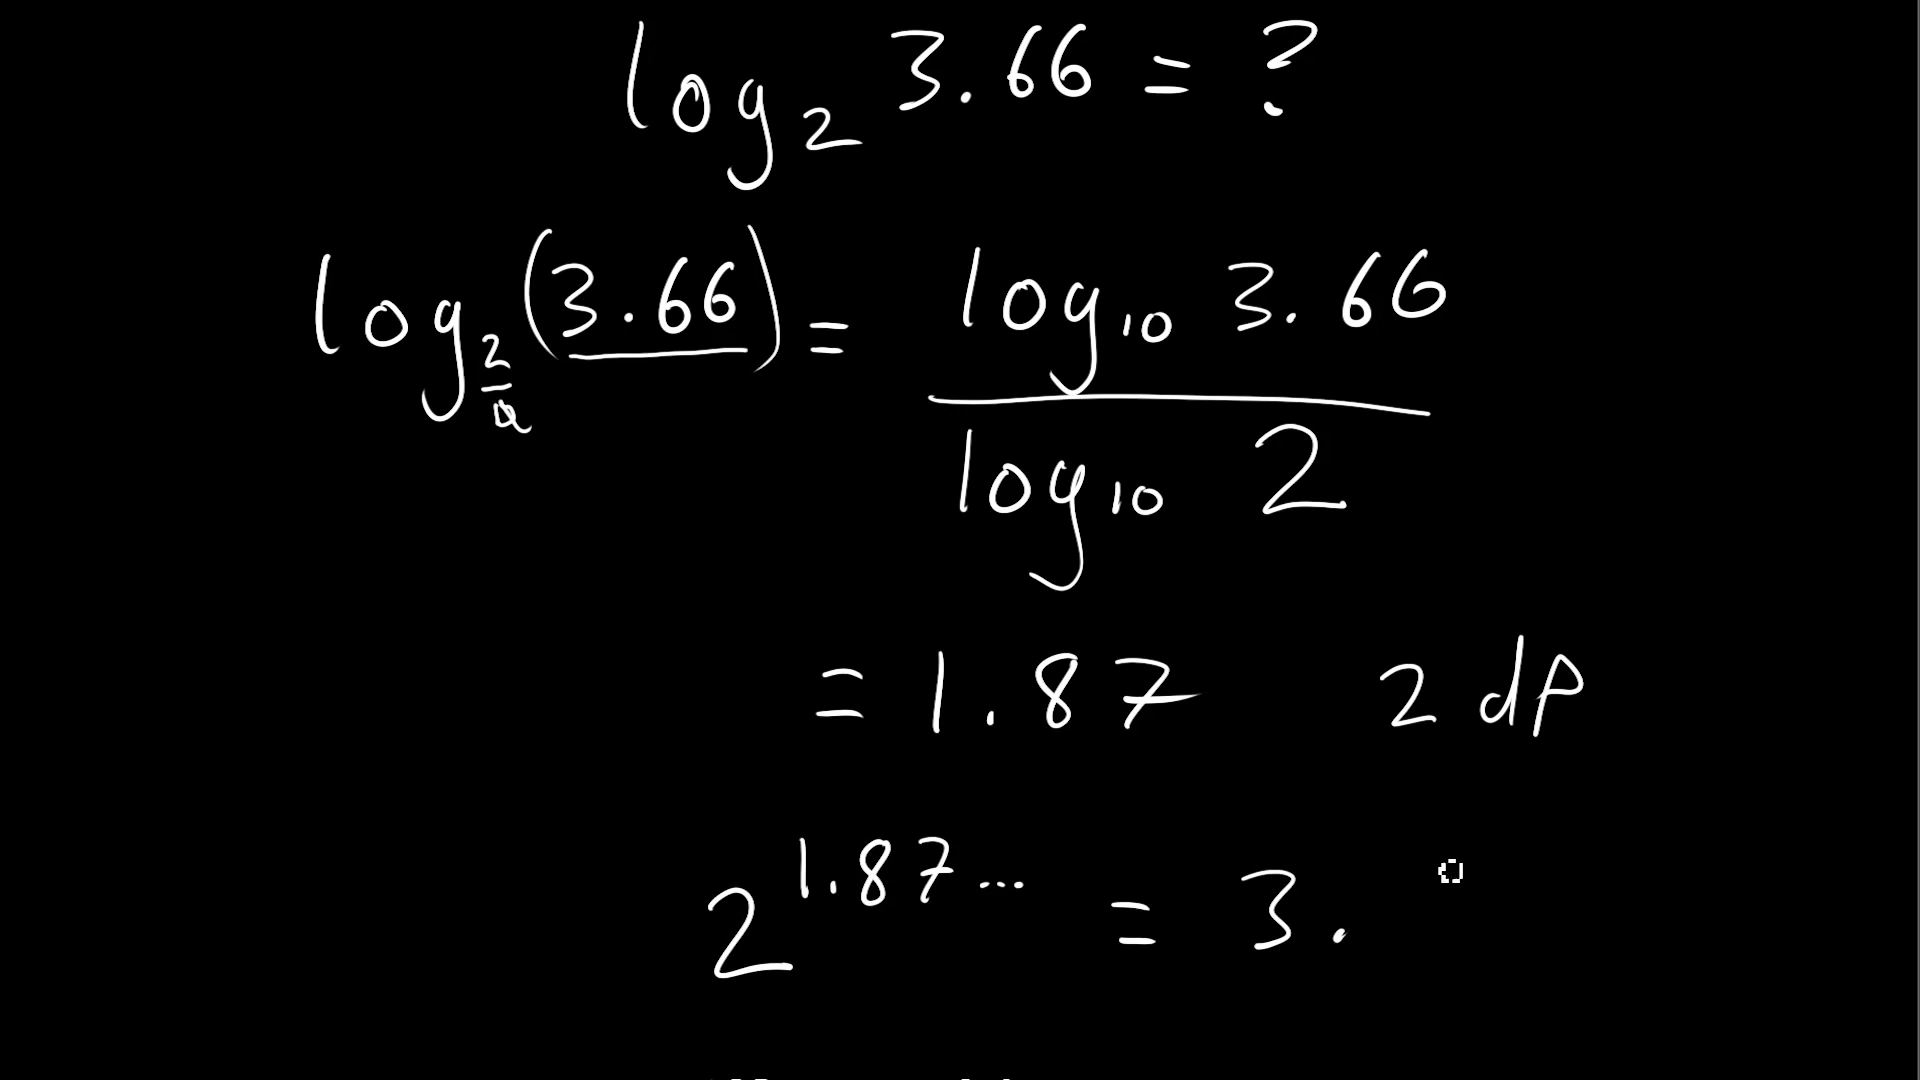 log₂ 3.66 = ?
log₂ (3.66) = log₁₀ 3.66
a
log₁₀ 2
= 1.87 2 dp
2^1.87... = 3.